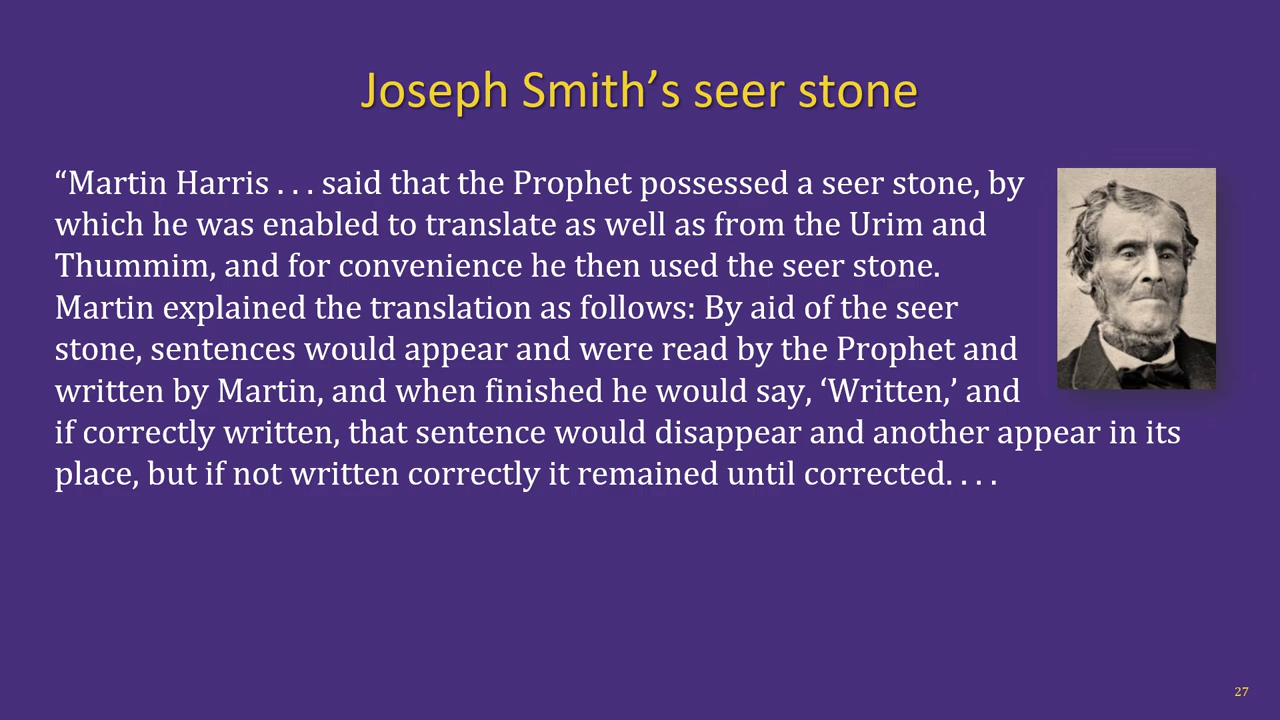 Joseph Smith’s seer stone
“Martin Harris . . . said that the Prophet possessed a seer stone, by
which he was enabled to translate as well as from the Urim and
Thummim, and for convenience he then used the seer stone.
Martin explained the translation as follows: By aid of the seer
stone, sentences would appear and were read by the Prophet and
written by Martin, and when finished he would say, ‘Written,’ and
if correctly written, that sentence would disappear and another appear in its
place, but if not written correctly it remained until corrected. . . .
27